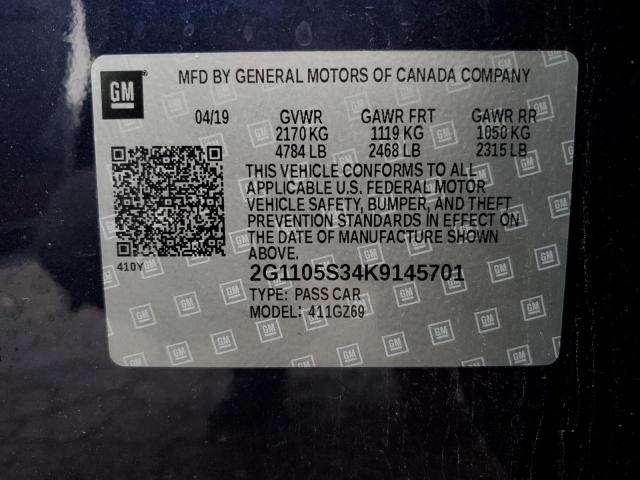 GM
MFD BY GENERAL MOTORS OF CANADA COMPANY
04/19 GVWR GAWR FRT GAWR RR
2170 KG 1119 KG 1050 KG
4784 LB 2468 LB 2315 LB
THIS VEHICLE CONFORMS TO ALL
APPLICABLE U.S. FEDERAL MOTOR
VEHICLE SAFETY, BUMPER, AND THEFT
PREVENTION STANDARDS IN EFFECT ON
THE DATE OF MANUFACTURE SHOWN
ABOVE.
410Y
2G1105S34K9145701
TYPE: PASS CAR
MODEL: 411GZ69